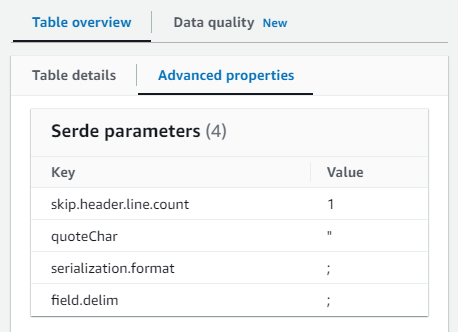 Table overview Data quality New
Table details Advanced properties
Serde parameters (4)
Key Value
skip.header.line.count 1
quoteChar "
serialization.format ;
field.delim ;